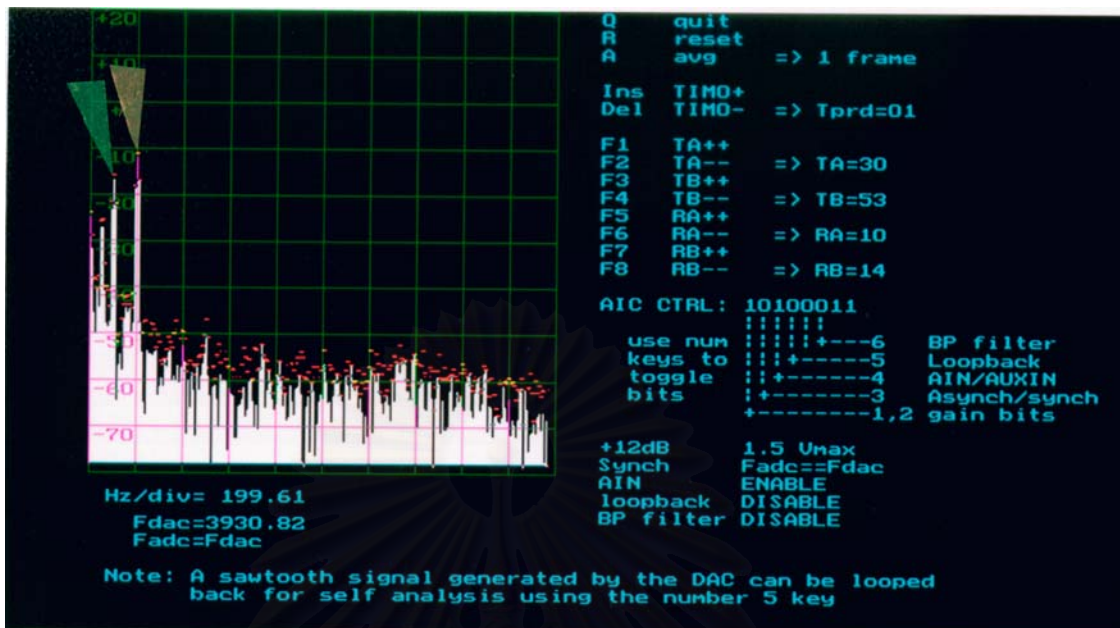 +20
+10
-10
-20
-30
-50
-60
-70
Q quit
R reset
A avg => 1 frame
Ins TIMO+
Del TIMO- => Tprd=01
F1 TA++
F2 TA-- => TA=30
F3 TB++
F4 TB-- => TB=53
F5 RA++
F6 RA-- => RA=10
F7 RB++
F8 RB-- => RB=14
AIC CTRL: 10100011
use num 6 BP filter
keys to 5 Loopback
toggle 4 AIN/AUXIN
bits 3 Asynch/synch
1,2 gain bits
+12dB 1.5 Vmax
Synch Fadc==Fdac
AIN ENABLE
loopback DISABLE
BP filter DISABLE
Hz/div= 199.61
Fdac=3930.82
Fadc=Fdac
Note: A sawtooth signal generated by the DAC can be looped
back for self analysis using the number 5 key